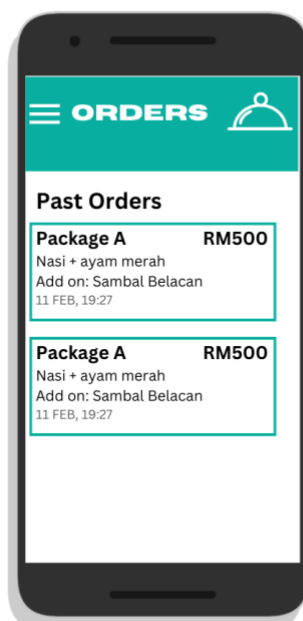 ORDERS
Past Orders
Package A RM500
Nasi + ayam merah
Add on: Sambal Belacan
11 FEB, 19:27
Package A RM500
Nasi + ayam merah
Add on: Sambal Belacan
11 FEB, 19:27